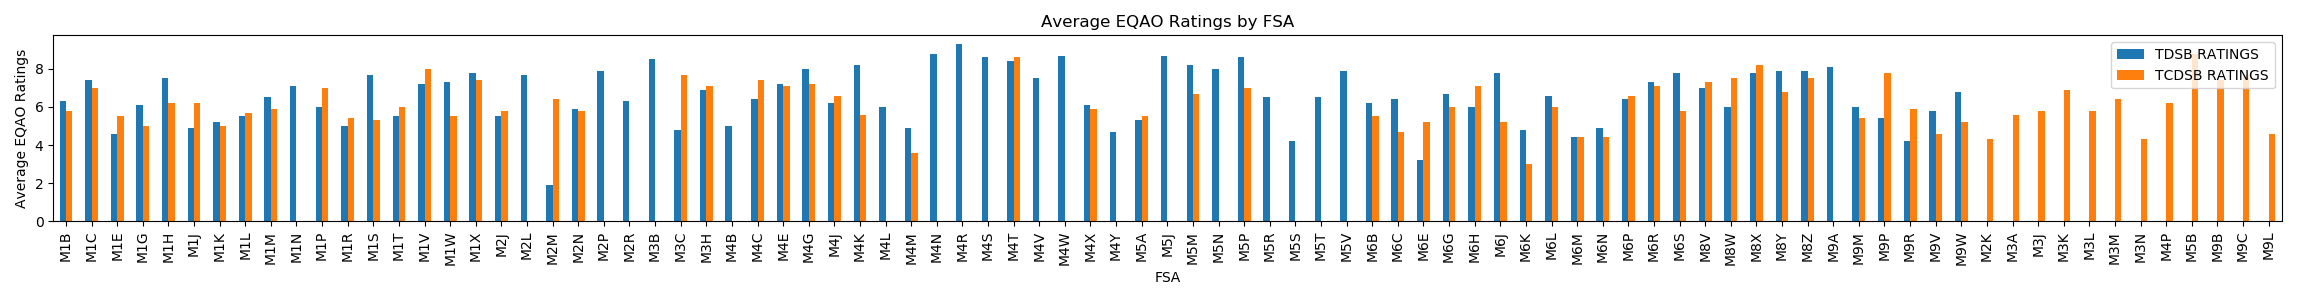 Average EQAO Ratings by FSA
TDSB RATINGS
TCDSB RATINGS
Average EQAO Ratings
8
6
4
2
0
M1B M1C M1E M1G M1H M1J M1K M1L M1M M1N M1P M1R M1S M1T M1V M1W M1X M2J M2L M2M M2N M2P M2R M3B M3C M3H M4B M4C M4E M4G M4J M4K M4L M4M M4N M4R M4S M4T M4V M4W M4X M4Y M5A M5J M5M M5N M5P M5R M5S M5T M5V M6B M6C M6E M6G M6H M6J M6K M6L M6M M6N M6P M6R M6S M8V M8W M8X M8Y M8Z M9A M9M M9P M9R M9V M9W M2K M3A M3J M3K M3L M3M M3N M4P M5B M9B M9C M9L
FSA